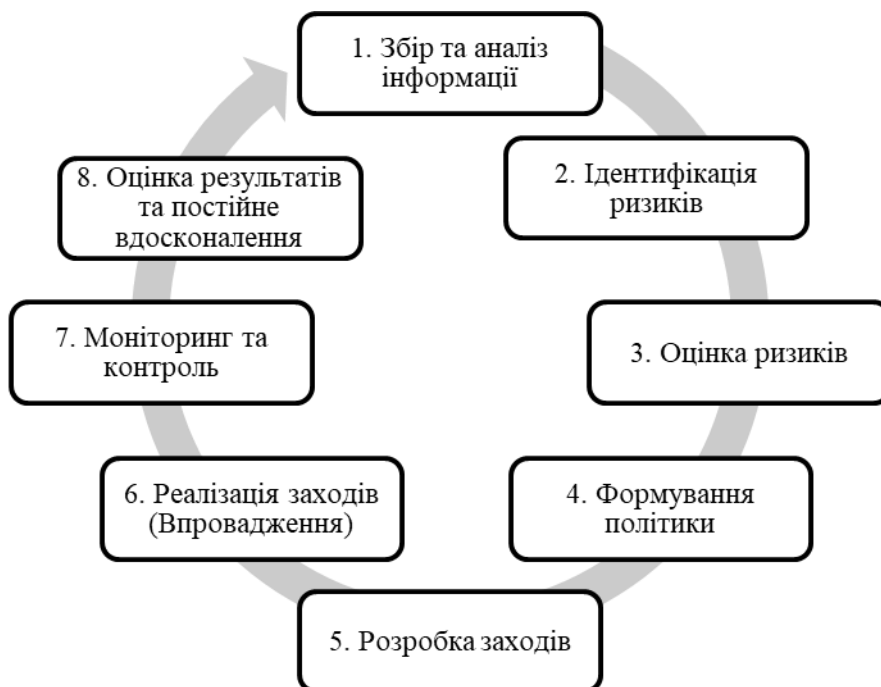 1. Збір та аналіз
інформації
2. Ідентифікація
ризиків
3. Оцінка ризиків
4. Формування
політики
5. Розробка заходів
6. Реалізація заходів
(Впровадження)
7. Моніторинг та
контроль
8. Оцінка результатів
та постійне
вдосконалення